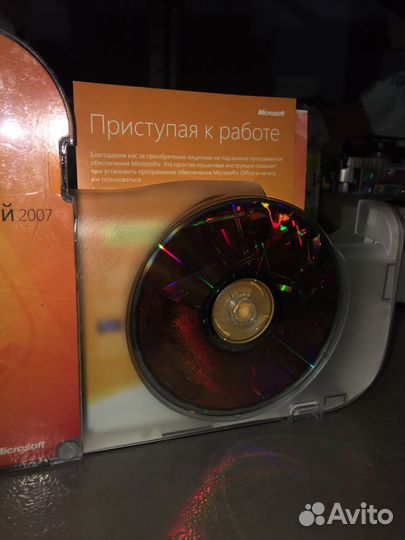 Microsoft
Приступая к работе
Благодарим вас за приобретение лицензии на подлинное программное
обеспечение Microsoft®. Эта простая пошаговая инструкция поможет
вам установить программное обеспечение Microsoft® Office и начать
им пользоваться.
й 2007
Microsoft
Avito